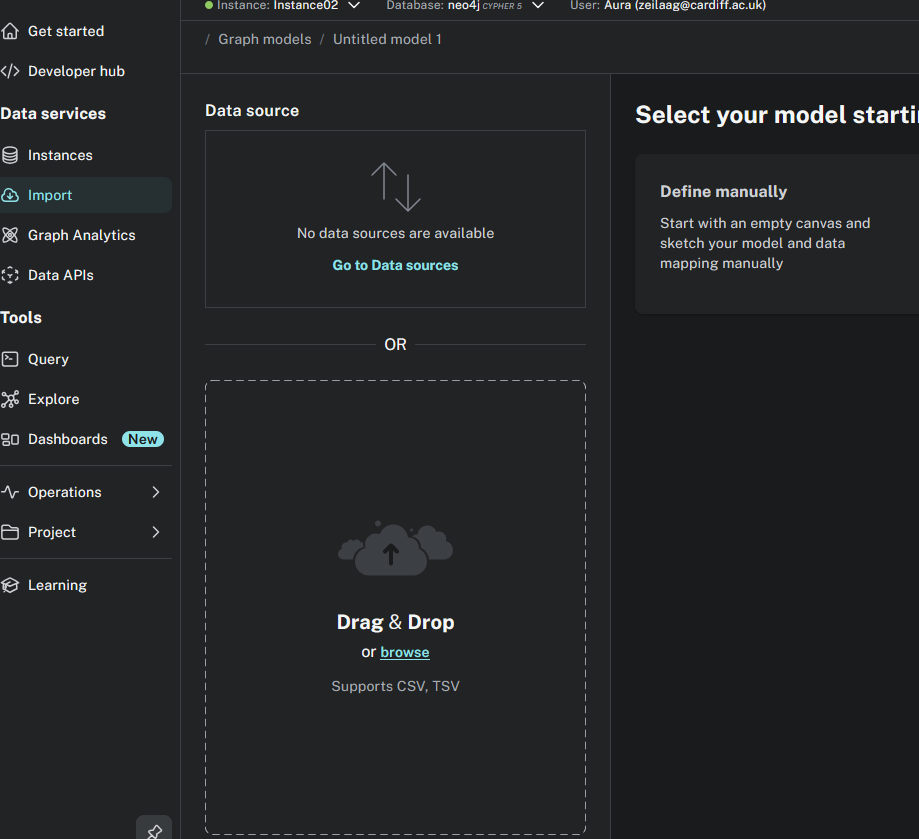 Instance: Instance02 Database: neo4j CYPHER 5 User: Aura (zeilaag@cardiff.ac.uk)
Get started
Developer hub
Data services
Instances
Import
Graph Analytics
Data APIs
Tools
Query
Explore
Dashboards New
Operations
Project
Learning
/ Graph models / Untitled model 1
Data source
No data sources are available
Go to Data sources
OR
Drag & Drop
or browse
Supports CSV, TSV
Select your model starti
Define manually
Start with an empty canvas and
sketch your model and data
mapping manually